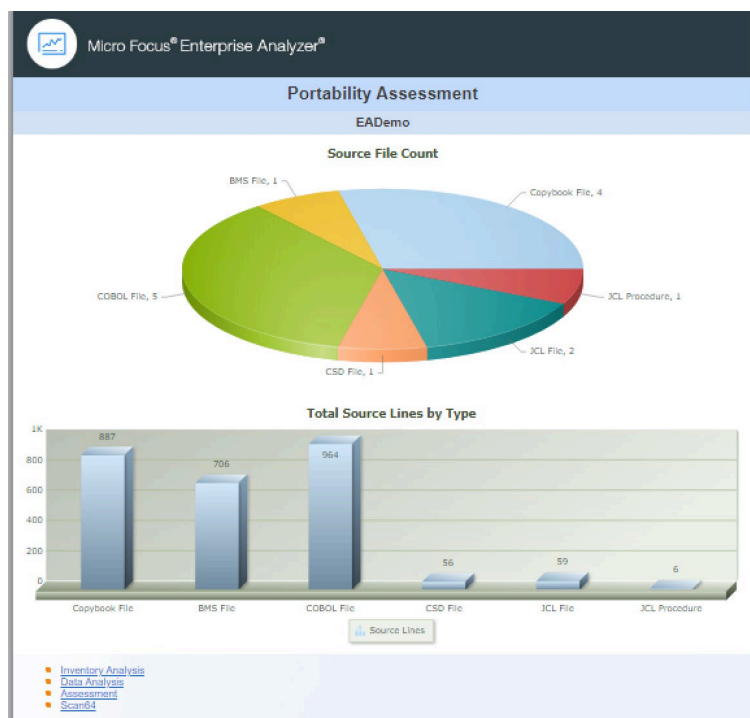 Micro Focus® Enterprise Analyzer®
Portability Assessment
EADemo
Source File Count
BMS File, 1
Copybook File, 4
COBOL File, 5
JCL Procedure, 1
JCL File, 2
CSD File, 1
Total Source Lines by Type
1K
800
600
400
200
0
887
706
964
56
59
6
Copybook File
BMS File
COBOL File
CSD File
JCL File
JCL Procedure
Source Lines
Inventory Analysis
Data Analysis
Assessment
Scan64